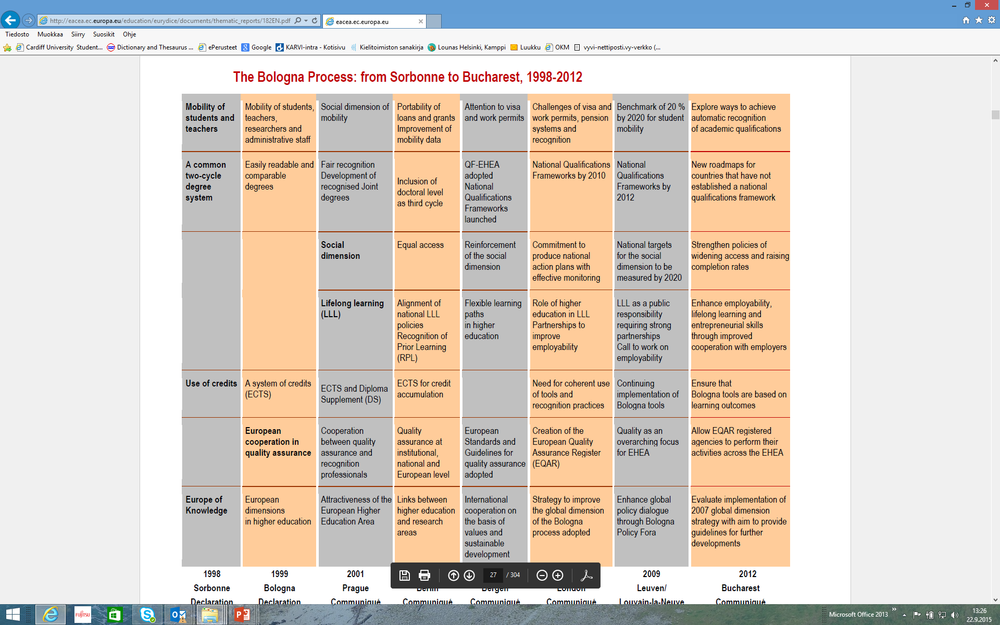 http://eacea.ec.europa.eu/education/eurydice/documents/thematic_reports/182EN.pdf
eacea.ec.europa.eu
Tiedosto Muokkaa Siirry Suosikit Ohje
Cardiff University Student... Dictionary and Thesaurus ... ePerusteet Google KARVI-intra - Kotisivu Kielitoimiston sanakirja Lounas Helsinki, Kamppi Luukku OKM vyvi-nettiposti.vy-verkko (...
The Bologna Process: from Sorbonne to Bucharest, 1998-2012
Mobility of
students and
teachers
Mobility of students,
teachers,
researchers and
administrative staff
Social dimension of
mobility
Portability of
loans and grants
Improvement of
mobility data
Attention to visa
and work permits
Challenges of visa and
work permits, pension
systems and
recognition
Benchmark of 20 %
by 2020 for student
mobility
Explore ways to achieve
automatic recognition
of academic qualifications
A common
two-cycle
degree
system
Easily readable and
comparable
degrees
Fair recognition
Development of
recognised Joint
degrees
Inclusion of
doctoral level
as third cycle
QF-EHEA
adopted
National
Qualifications
Frameworks
launched
National Qualifications
Frameworks by 2010
National
Qualifications
Frameworks by
2012
New roadmaps for
countries that have not
established a national
qualifications framework
Social
dimension
Equal access
Reinforcement
of the social
dimension
Commitment to
produce national
action plans with
effective monitoring
National targets
for the social
dimension to be
measured by 2020
Strengthen policies of
widening access and raising
completion rates
Lifelong learning
(LLL)
Alignment of
national LLL
policies
Recognition of
Prior Learning
(RPL)
Flexible learning
paths
in higher
education
Role of higher
education in LLL
Partnerships to
improve
employability
LLL as a public
responsibility
requiring strong
partnerships
Call to work on
employability
Enhance employability,
lifelong learning and
entrepreneurial skills
through improved
cooperation with employers
Use of credits
A system of credits
(ECTS)
ECTS and Diploma
Supplement (DS)
ECTS for credit
accumulation
Need for coherent use
of tools and
recognition practices
Continuing
implementation of
Bologna tools
Ensure that
Bologna tools are based on
learning outcomes
European
cooperation in
quality assurance
Cooperation
between quality
assurance and
recognition
professionals
Quality
assurance at
institutional,
national and
European level
European
Standards and
Guidelines for
quality assurance
adopted
Creation of the
European Quality
Assurance Register
(EQAR)
Quality as an
overarching focus
for EHEA
Allow EQAR registered
agencies to perform their
activities across the EHEA
Europe of
Knowledge
European
dimensions
in higher education
Attractiveness of the
European Higher
Education Area
Links between
higher education
and research
areas
International
cooperation on
the basis of
values and
sustainable
development
Strategy to improve
the global dimension
of the Bologna
process adopted
Enhance global
policy dialogue
through Bologna
Policy Fora
Evaluate implementation of
2007 global dimension
strategy with aim to provide
guidelines for further
developments
1998
Sorbonne
Declaration
1999
Bologna
Declaration
2001
Prague
Communiqué
Berlin
Communiqué
Bergen
Communiqué
London
Communiqué
2009
Leuven/
Louvain-la-Neuve
2012
Bucharest
Communiqué
27 / 304
FUJITSU
Microsoft Office 2013
13:26
22.9.2015